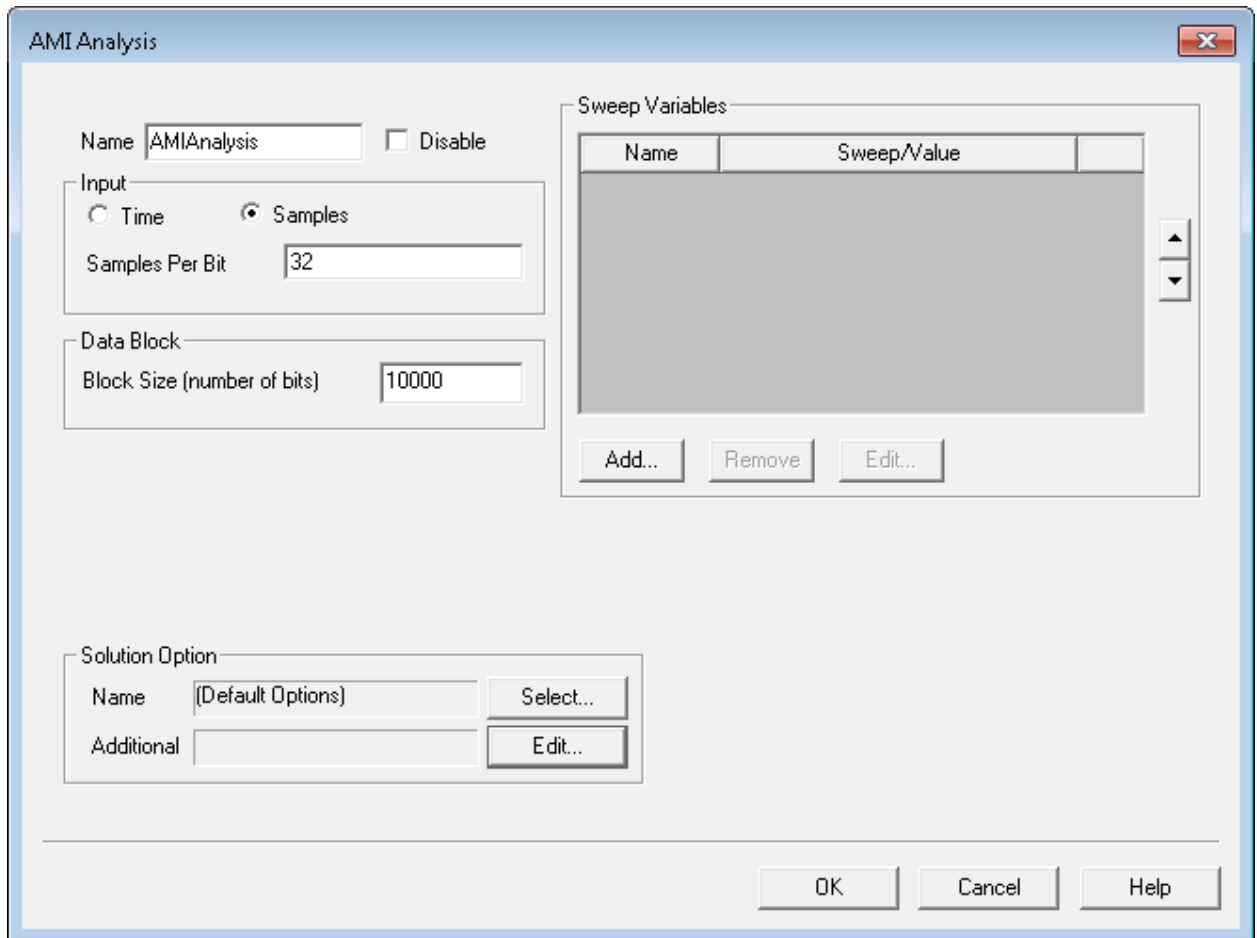 AMI Analysis
Name AMIAnalysis Disable
Input
Time Samples
Samples Per Bit 32
Data Block
Block Size (number of bits) 10000
Sweep Variables
Name Sweep/Value
Add... Remove Edit...
Solution Option
Name (Default Options) Select...
Additional Edit...
OK Cancel Help